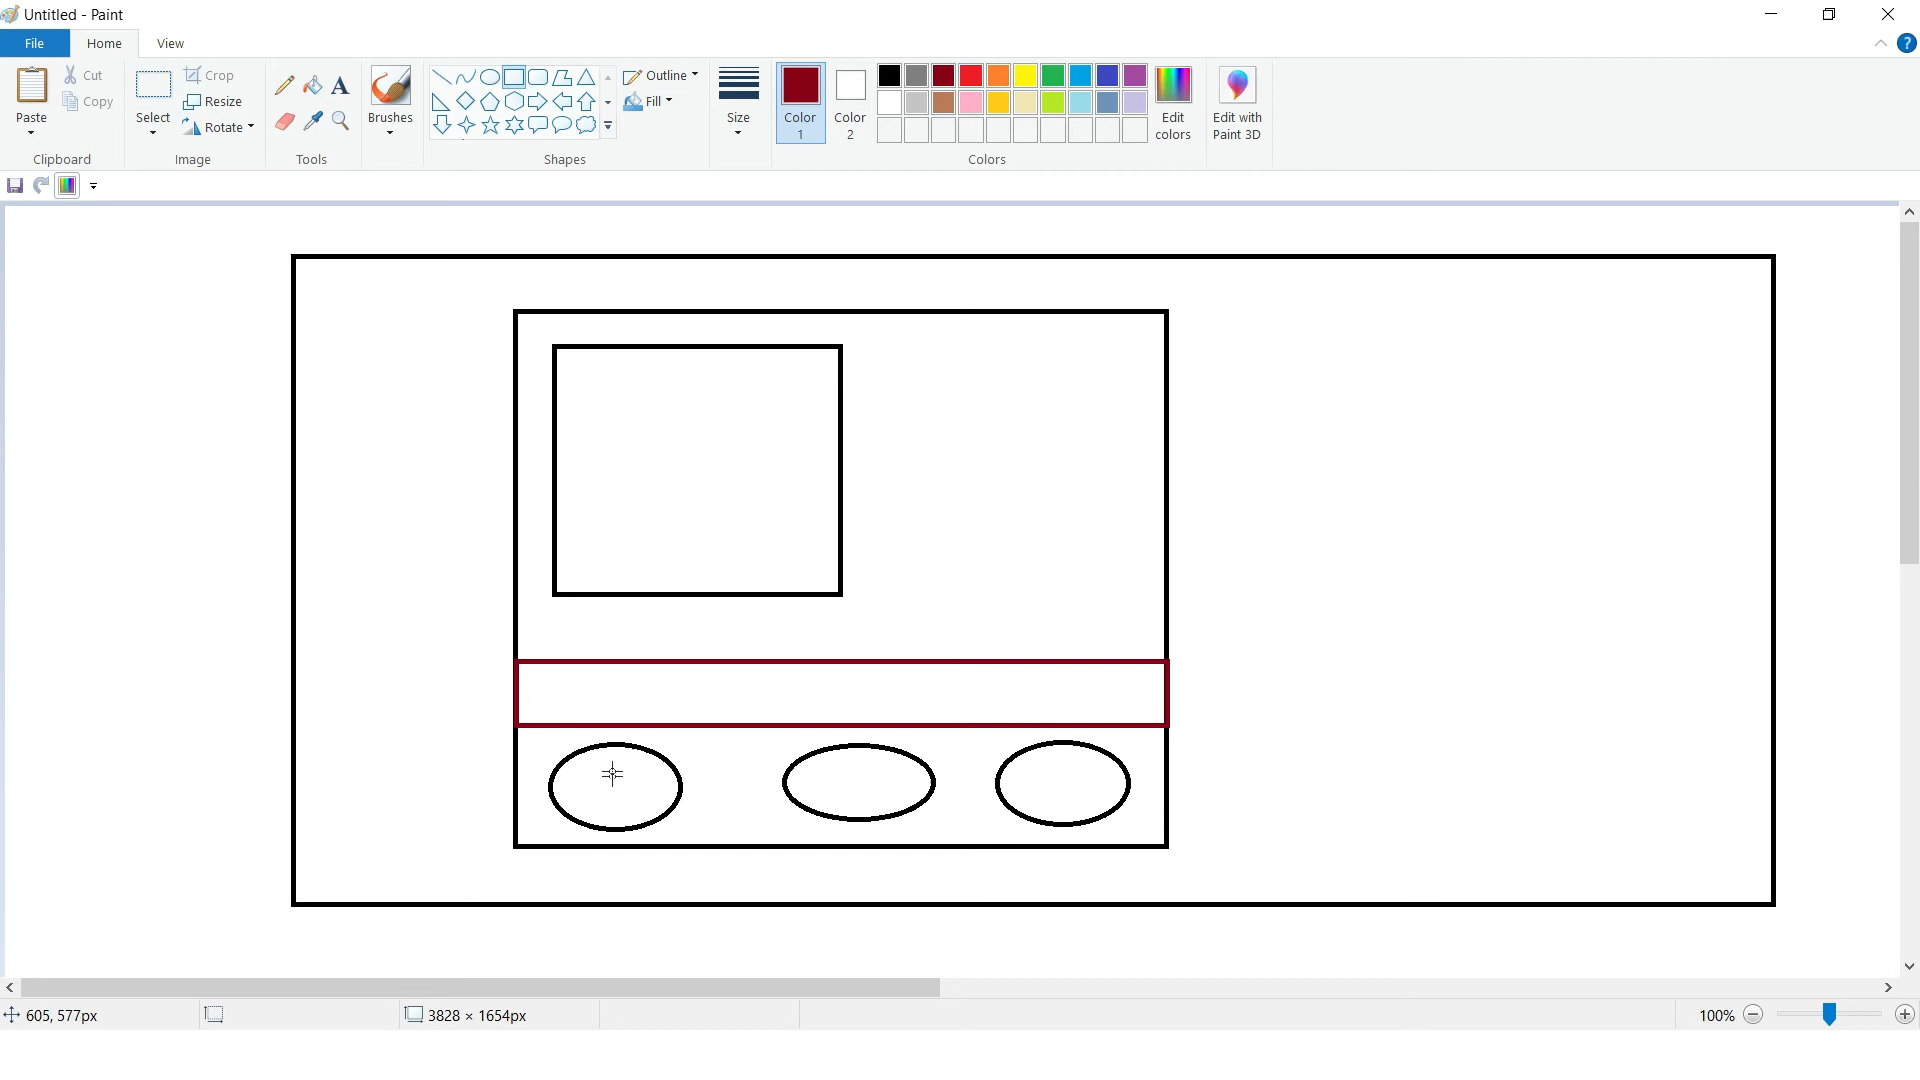 Untitled - Paint
File Home View
Paste
Cut
Copy
Clipboard
Select
Crop
Resize
Rotate
Image
A
Tools
Brushes
Shapes
Outline
Fill
Size
Color 1
Color 2
Colors
Edit colors
Edit with Paint 3D
?
605, 577px
3828 × 1654px
100%